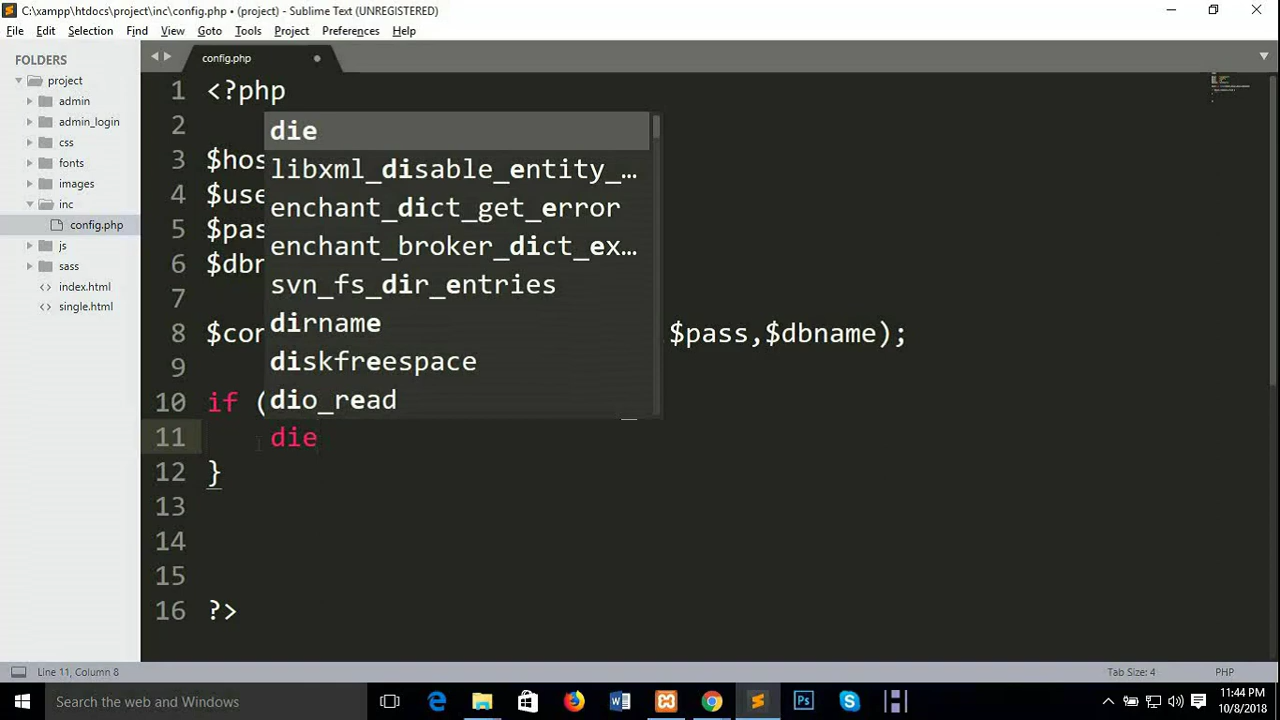 C:\xampp\htdocs\project\inc\config.php • (project) - Sublime Text (UNREGISTERED)
File Edit Selection Find View Goto Tools Project Preferences Help
FOLDERS
project
admin
admin_login
css
fonts
images
inc
config.php
js
sass
index.html
single.html
config.php
1 <?php
2
3 $hos
4 $use
5 $pas
6 $dbn
7
8 $con $pass,$dbname);
9
10 if (
11 die
12 }
13
14
15
16 ?>
die
libxml_disable_entity_…
enchant_dict_get_error
enchant_broker_dict_ex…
svn_fs_dir_entries
dirname
diskfreespace
dio_read
Line 11, Column 8
Tab Size: 4
PHP
Search the web and Windows
11:44 PM
10/8/2018